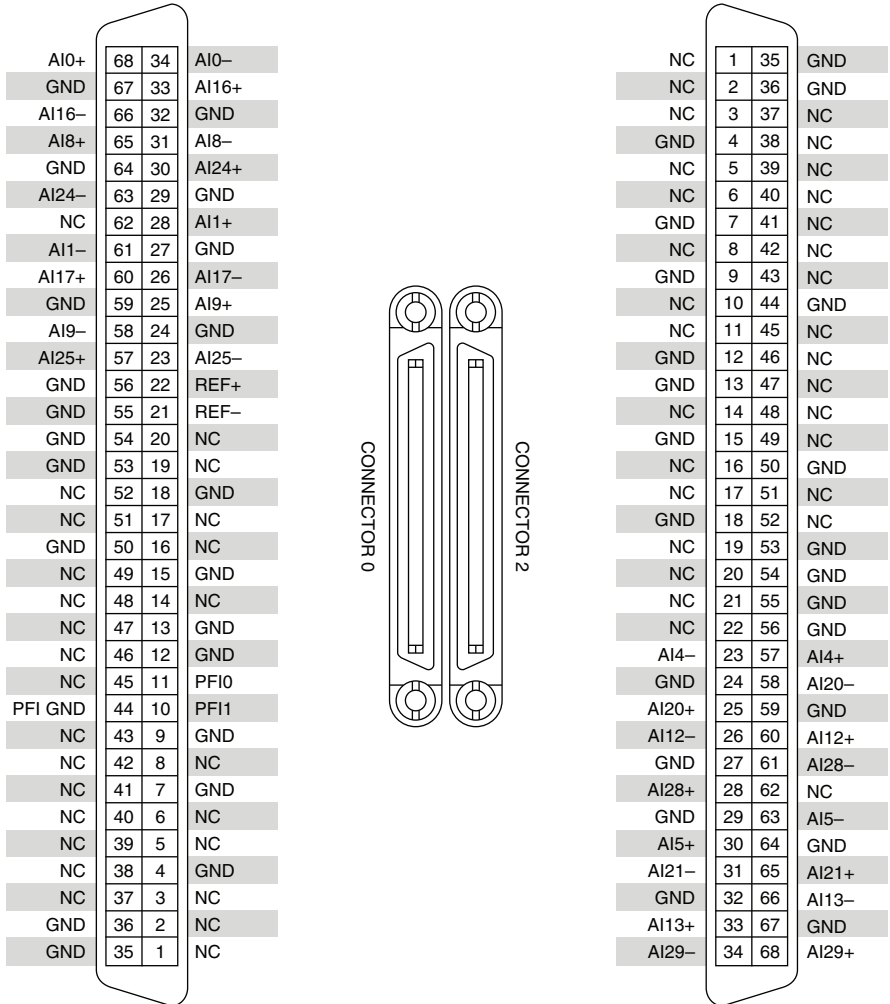 AI0+ 68 34 AI0–
GND 67 33 AI16+
AI16– 66 32 GND
AI8+ 65 31 AI8–
GND 64 30 AI24+
AI24– 63 29 GND
NC 62 28 AI1+
AI1– 61 27 GND
AI17+ 60 26 AI17–
GND 59 25 AI9+
AI9– 58 24 GND
AI25+ 57 23 AI25–
GND 56 22 REF+
GND 55 21 REF–
GND 54 20 NC
GND 53 19 NC
NC 52 18 GND
NC 51 17 NC
GND 50 16 NC
NC 49 15 GND
NC 48 14 NC
NC 47 13 GND
NC 46 12 GND
NC 45 11 PFI0
PFI GND 44 10 PFI1
NC 43 9 GND
NC 42 8 NC
NC 41 7 GND
NC 40 6 NC
NC 39 5 NC
NC 38 4 GND
NC 37 3 NC
GND 36 2 NC
GND 35 1 NC
CONNECTOR 0
CONNECTOR 2
NC 1 35 GND
NC 2 36 GND
NC 3 37 NC
GND 4 38 NC
NC 5 39 NC
NC 6 40 NC
GND 7 41 NC
NC 8 42 NC
GND 9 43 NC
NC 10 44 GND
NC 11 45 NC
GND 12 46 NC
GND 13 47 NC
NC 14 48 NC
GND 15 49 NC
NC 16 50 GND
NC 17 51 NC
GND 18 52 NC
NC 19 53 GND
NC 20 54 GND
NC 21 55 GND
NC 22 56 GND
AI4– 23 57 AI4+
GND 24 58 AI20–
AI20+ 25 59 GND
AI12– 26 60 AI12+
GND 27 61 AI28–
AI28+ 28 62 NC
GND 29 63 AI5–
AI5+ 30 64 GND
AI21– 31 65 AI21+
GND 32 66 AI13–
AI13+ 33 67 GND
AI29– 34 68 AI29+